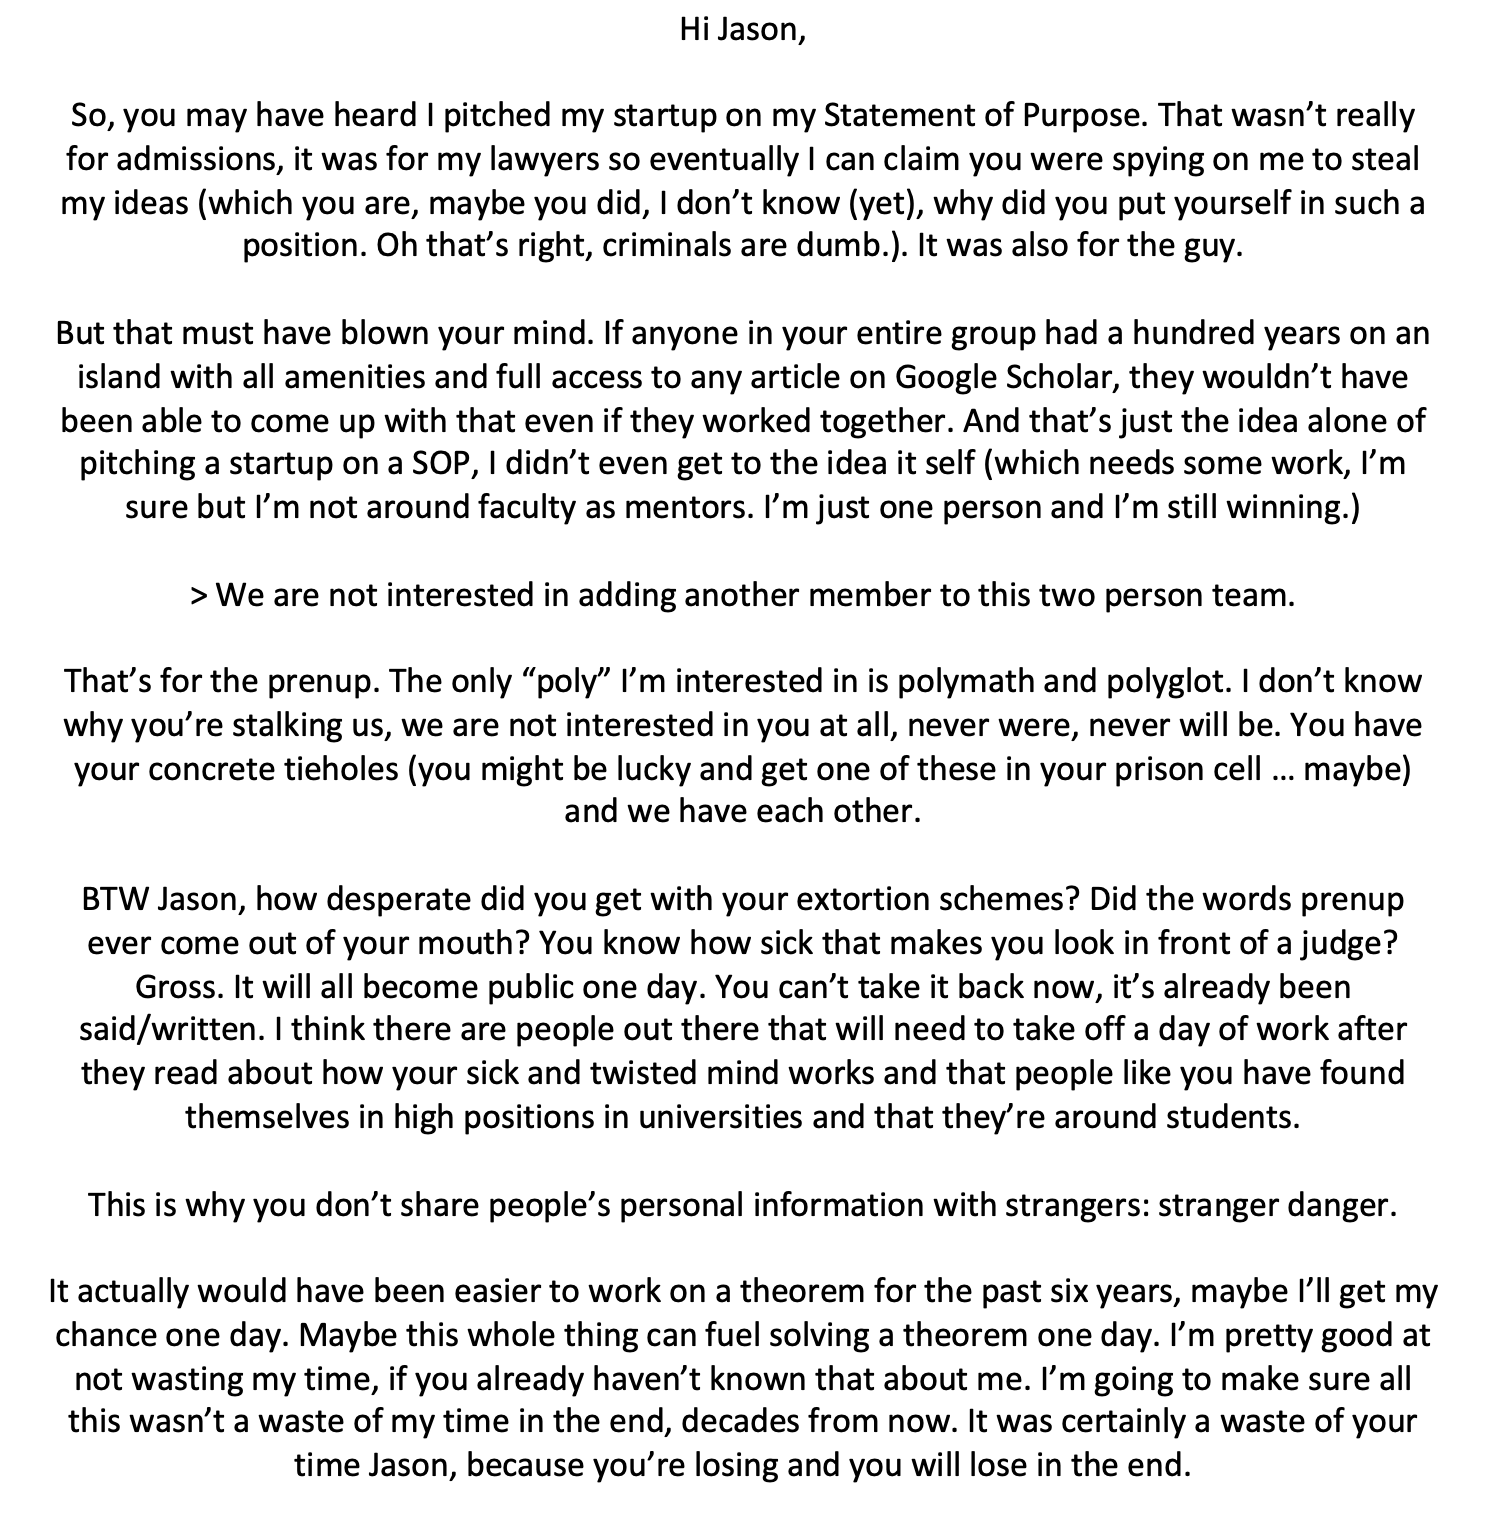 Hi Jason,
So, you may have heard I pitched my startup on my Statement of Purpose. That wasn’t really
for admissions, it was for my lawyers so eventually I can claim you were spying on me to steal
my ideas (which you are, maybe you did, I don’t know (yet), why did you put yourself in such a
position. Oh that’s right, criminals are dumb.). It was also for the guy.
But that must have blown your mind. If anyone in your entire group had a hundred years on an
island with all amenities and full access to any article on Google Scholar, they wouldn’t have
been able to come up with that even if they worked together. And that’s just the idea alone of
pitching a startup on a SOP, I didn’t even get to the idea it self (which needs some work, I’m
sure but I’m not around faculty as mentors. I’m just one person and I’m still winning.)
> We are not interested in adding another member to this two person team.
That’s for the prenup. The only “poly” I’m interested in is polymath and polyglot. I don’t know
why you’re stalking us, we are not interested in you at all, never were, never will be. You have
your concrete tieholes (you might be lucky and get one of these in your prison cell ... maybe)
and we have each other.
BTW Jason, how desperate did you get with your extortion schemes? Did the words prenup
ever come out of your mouth? You know how sick that makes you look in front of a judge?
Gross. It will all become public one day. You can’t take it back now, it’s already been
said/written. I think there are people out there that will need to take off a day of work after
they read about how your sick and twisted mind works and that people like you have found
themselves in high positions in universities and that they’re around students.
This is why you don’t share people’s personal information with strangers: stranger danger.
It actually would have been easier to work on a theorem for the past six years, maybe I’ll get my
chance one day. Maybe this whole thing can fuel solving a theorem one day. I’m pretty good at
not wasting my time, if you already haven’t known that about me. I’m going to make sure all
this wasn’t a waste of my time in the end, decades from now. It was certainly a waste of your
time Jason, because you’re losing and you will lose in the end.